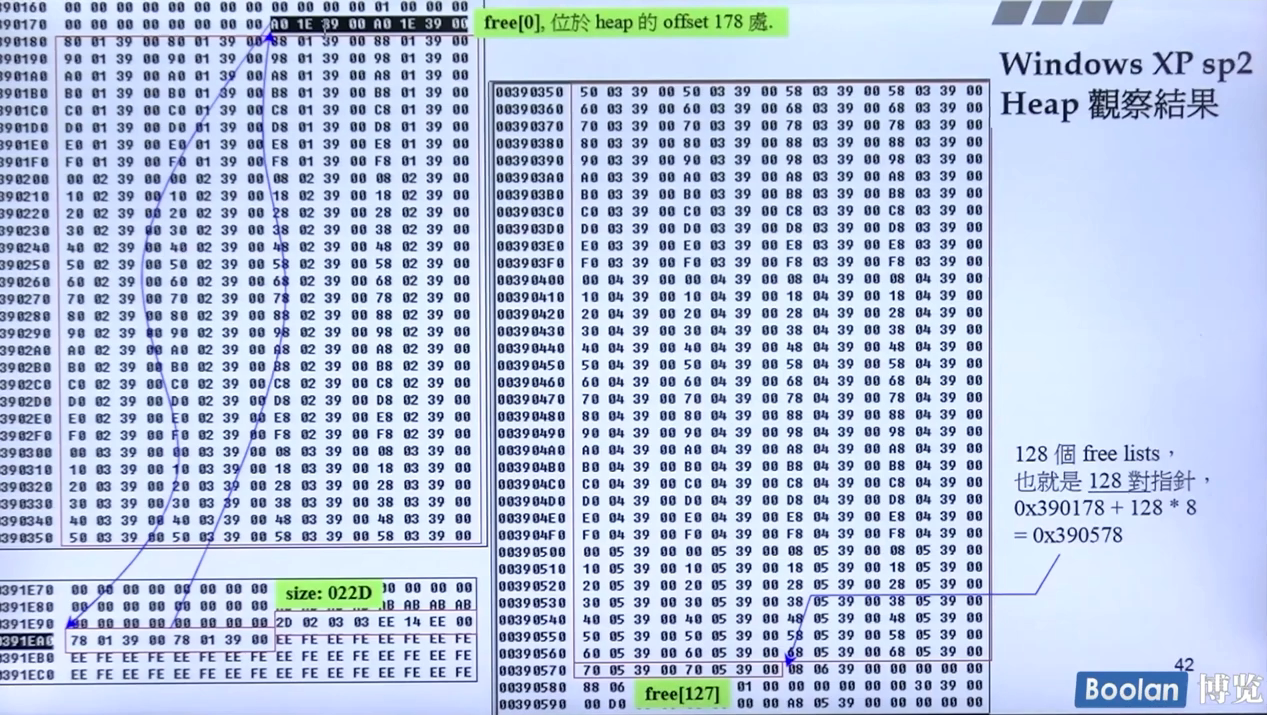 Windows XP sp2
Heap 觀察結果
390160 00 00 00 00 00 00 00 00 00 00 00 00 01 00 00 00
390170 00 00 00 00 00 00 00 00 A0 1E 39 00 A0 1E 39 00
free[0], 位於 heap 的 offset 178 處.
390180 80 01 39 00 80 01 39 00 88 01 39 00 88 01 39 00
390190 90 01 39 00 90 01 39 00 98 01 39 00 98 01 39 00
3901A0 A0 01 39 00 A0 01 39 00 A8 01 39 00 A8 01 39 00
3901B0 B0 01 39 00 B0 01 39 00 B8 01 39 00 B8 01 39 00
3901C0 C0 01 39 00 C0 01 39 00 C8 01 39 00 C8 01 39 00
3901D0 D0 01 39 00 D0 01 39 00 D8 01 39 00 D8 01 39 00
3901E0 E0 01 39 00 E0 01 39 00 E8 01 39 00 E8 01 39 00
3901F0 F0 01 39 00 F0 01 39 00 F8 01 39 00 F8 01 39 00
390200 00 02 39 00 00 02 39 00 08 02 39 00 08 02 39 00
390210 10 02 39 00 10 02 39 00 18 02 39 00 18 02 39 00
390220 20 02 39 00 20 02 39 00 28 02 39 00 28 02 39 00
390230 30 02 39 00 30 02 39 00 38 02 39 00 38 02 39 00
390240 40 02 39 00 40 02 39 00 48 02 39 00 48 02 39 00
390250 50 02 39 00 50 02 39 00 58 02 39 00 58 02 39 00
390260 60 02 39 00 60 02 39 00 68 02 39 00 68 02 39 00
390270 70 02 39 00 70 02 39 00 78 02 39 00 78 02 39 00
390280 80 02 39 00 80 02 39 00 88 02 39 00 88 02 39 00
390290 90 02 39 00 90 02 39 00 98 02 39 00 98 02 39 00
3902A0 A0 02 39 00 A0 02 39 00 A8 02 39 00 A8 02 39 00
3902B0 B0 02 39 00 B0 02 39 00 B8 02 39 00 B8 02 39 00
3902C0 C0 02 39 00 C0 02 39 00 C8 02 39 00 C8 02 39 00
3902D0 D0 02 39 00 D0 02 39 00 D8 02 39 00 D8 02 39 00
3902E0 E0 02 39 00 E0 02 39 00 E8 02 39 00 E8 02 39 00
3902F0 F0 02 39 00 F0 02 39 00 F8 02 39 00 F8 02 39 00
390300 00 03 39 00 00 03 39 00 08 03 39 00 08 03 39 00
390310 10 03 39 00 10 03 39 00 18 03 39 00 18 03 39 00
390320 20 03 39 00 20 03 39 00 28 03 39 00 28 03 39 00
390330 30 03 39 00 30 03 39 00 38 03 39 00 38 03 39 00
390340 40 03 39 00 40 03 39 00 48 03 39 00 48 03 39 00
390350 50 03 39 00 50 03 39 00 58 03 39 00 58 03 39 00
0391E70 00 00 00 00 00 00 00 00 00 00 00 00
0391E80 00 00 00 00 00 00 00 00 AB AB AB AB
size: 022D
0391E90 00 00 00 00 00 00 00 00 2D 02 03 03 EE 14 EE 00
0391EA0 78 01 39 00 78 01 39 00 EE FE EE FE EE FE EE FE
0391EB0 EE FE EE FE EE FE EE FE EE FE EE FE EE FE EE FE
0391EC0 EE FE EE FE EE FE EE FE EE FE EE FE EE FE EE FE
00390350 50 03 39 00 50 03 39 00 58 03 39 00 58 03 39 00
00390360 60 03 39 00 60 03 39 00 68 03 39 00 68 03 39 00
00390370 70 03 39 00 70 03 39 00 78 03 39 00 78 03 39 00
00390380 80 03 39 00 80 03 39 00 88 03 39 00 88 03 39 00
00390390 90 03 39 00 90 03 39 00 98 03 39 00 98 03 39 00
003903A0 A0 03 39 00 A0 03 39 00 A8 03 39 00 A8 03 39 00
003903B0 B0 03 39 00 B0 03 39 00 B8 03 39 00 B8 03 39 00
003903C0 C0 03 39 00 C0 03 39 00 C8 03 39 00 C8 03 39 00
003903D0 D0 03 39 00 D0 03 39 00 D8 03 39 00 D8 03 39 00
003903E0 E0 03 39 00 E0 03 39 00 E8 03 39 00 E8 03 39 00
003903F0 F0 03 39 00 F0 03 39 00 F8 03 39 00 F8 03 39 00
00390400 00 04 39 00 00 04 39 00 08 04 39 00 08 04 39 00
00390410 10 04 39 00 10 04 39 00 18 04 39 00 18 04 39 00
00390420 20 04 39 00 20 04 39 00 28 04 39 00 28 04 39 00
00390430 30 04 39 00 30 04 39 00 38 04 39 00 38 04 39 00
00390440 40 04 39 00 40 04 39 00 48 04 39 00 48 04 39 00
00390450 50 04 39 00 50 04 39 00 58 04 39 00 58 04 39 00
00390460 60 04 39 00 60 04 39 00 68 04 39 00 68 04 39 00
00390470 70 04 39 00 70 04 39 00 78 04 39 00 78 04 39 00
00390480 80 04 39 00 80 04 39 00 88 04 39 00 88 04 39 00
00390490 90 04 39 00 90 04 39 00 98 04 39 00 98 04 39 00
003904A0 A0 04 39 00 A0 04 39 00 A8 04 39 00 A8 04 39 00
003904B0 B0 04 39 00 B0 04 39 00 B8 04 39 00 B8 04 39 00
003904C0 C0 04 39 00 C0 04 39 00 C8 04 39 00 C8 04 39 00
003904D0 D0 04 39 00 D0 04 39 00 D8 04 39 00 D8 04 39 00
003904E0 E0 04 39 00 E0 04 39 00 E8 04 39 00 E8 04 39 00
003904F0 F0 04 39 00 F0 04 39 00 F8 04 39 00 F8 04 39 00
00390500 00 05 39 00 00 05 39 00 08 05 39 00 08 05 39 00
00390510 10 05 39 00 10 05 39 00 18 05 39 00 18 05 39 00
00390520 20 05 39 00 20 05 39 00 28 05 39 00 28 05 39 00
00390530 30 05 39 00 30 05 39 00 38 05 39 00 38 05 39 00
00390540 40 05 39 00 40 05 39 00 48 05 39 00 48 05 39 00
00390550 50 05 39 00 50 05 39 00 58 05 39 00 58 05 39 00
00390560 60 05 39 00 60 05 39 00 68 05 39 00 68 05 39 00
00390570 70 05 39 00 70 05 39 00 08 06 39 00 00 00 00 00
00390580 88 06 01 00 00 00 00 00 30 39 00
00390590 00 D0 00 00 A8 05 39 00 00 00 00 00
free[127]
128 個 free lists，
也就是 128 對指針，
0x390178 + 128 * 8
= 0x390578
42
Boolan 博览